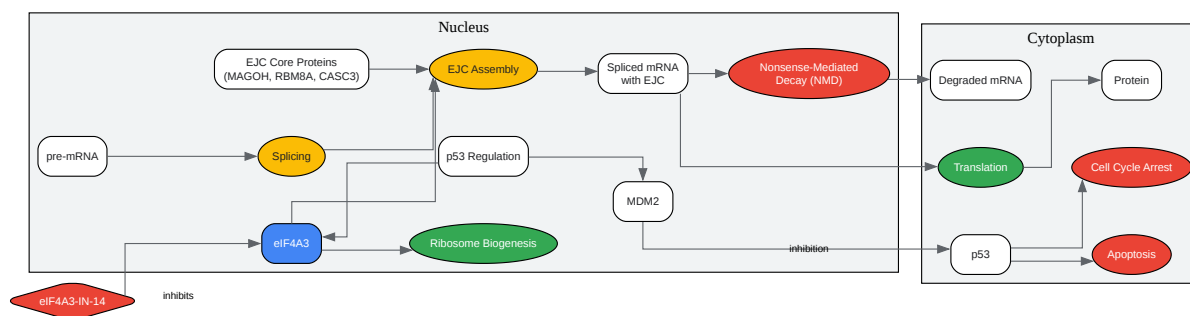 Nucleus
Cytoplasm
EJC Core Proteins
(MAGOH, RBM8A, CASC3)
EJC Assembly
Spliced mRNA
with EJC
Nonsense-Mediated
Decay (NMD)
Degraded mRNA
Protein
pre-mRNA
Splicing
p53 Regulation
Translation
Cell Cycle Arrest
MDM2
eIF4A3
Ribosome Biogenesis
inhibition
p53
Apoptosis
eIF4A3-IN-14
inhibits